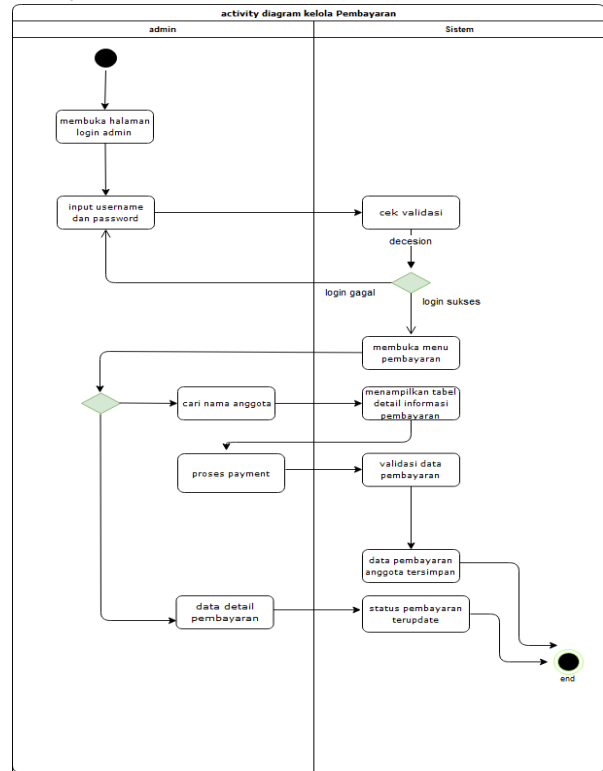 activity diagram kelola Pembayaran
admin
Sistem
membuka halaman
login admin
input username
dan password
cek validasi
decesion
login gagal
login sukses
membuka menu
pembayaran
cari nama anggota
menampilkan tabel
detail informasi
pembayaran
proses payment
validasi data
pembayaran
data pembayaran
anggota tersimpan
data detail
pembayaran
status pembayaran
terupdate
end